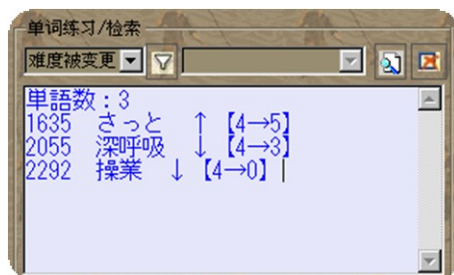 单词练习/检索
难度被变更
単語数：3
1635 さっと ↑【4→5】
2055 深呼吸 ↓【4→3】
2292 操業 ↓【4→0】